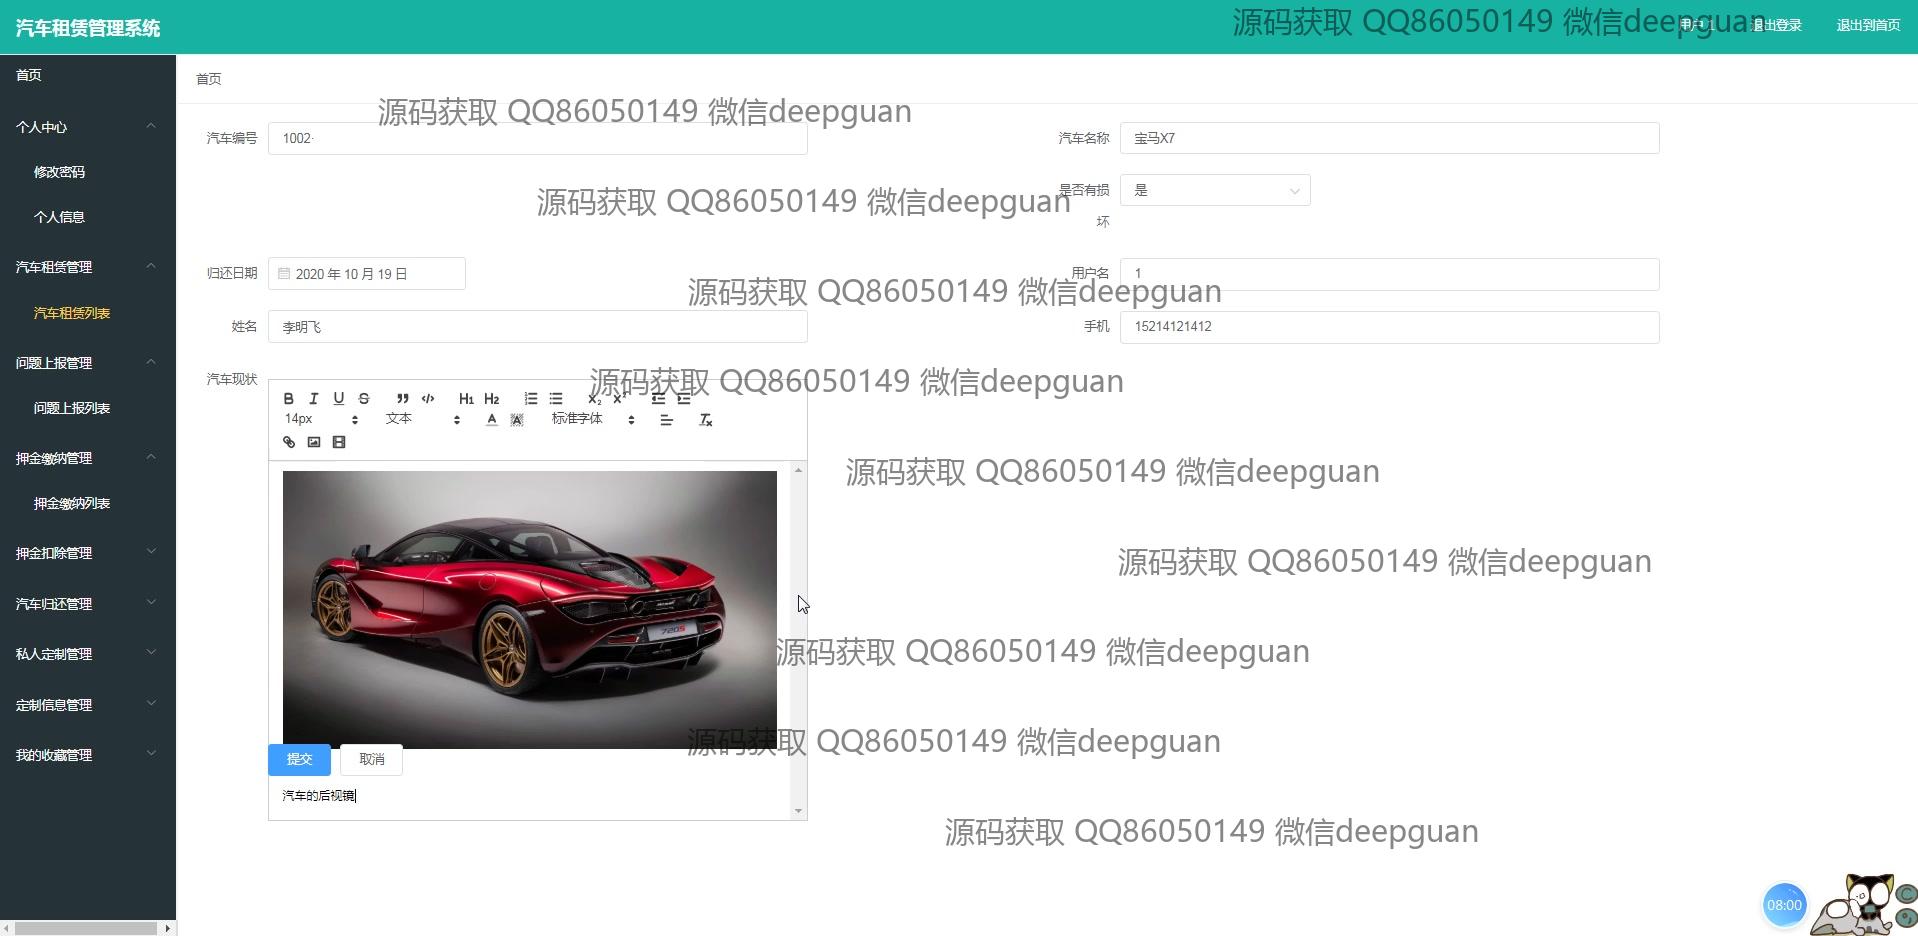 汽车租赁管理系统
源码获取 QQ86050149 微信deepguan
用户 1
退出登录
退出到首页
首页
首页
个人中心
修改密码
个人信息
汽车租赁管理
汽车租赁列表
问题上报管理
问题上报列表
押金缴纳管理
押金缴纳列表
押金扣除管理
汽车归还管理
私人定制管理
定制信息管理
我的收藏管理
源码获取 QQ86050149 微信deepguan
汽车编号 1002·
汽车名称 宝马X7
源码获取 QQ86050149 微信deepguan
是否有损坏 是
归还日期 2020 年 10 月 19 日
用户名 1
源码获取 QQ86050149 微信deepguan
姓名 李明飞
手机 15214121412
汽车现状
源码获取 QQ86050149 微信deepguan
B I U S H1 H2
14px 文本 标准字体
源码获取 QQ86050149 微信deepguan
源码获取 QQ86050149 微信deepguan
720S
源码获取 QQ86050149 微信deepguan
源码获取 QQ86050149 微信deepguan
提交 取消
汽车的后视镜
源码获取 QQ86050149 微信deepguan
08:00